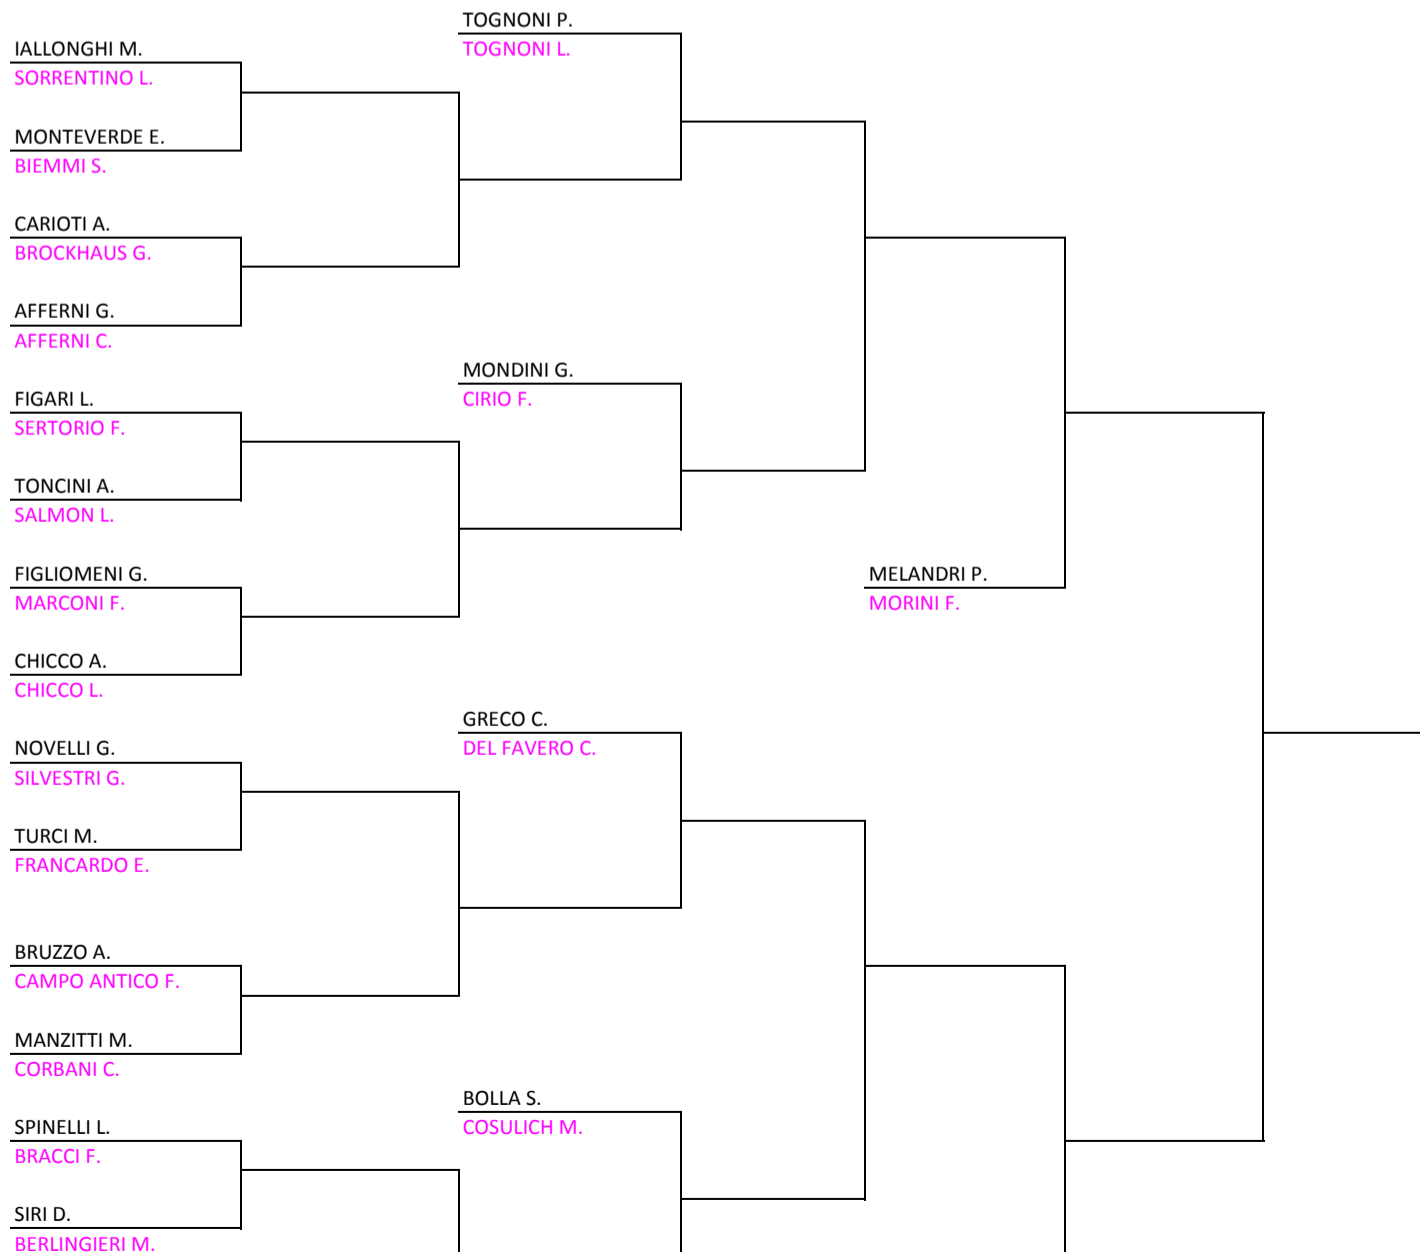 TOGNONI P.
TOGNONI L.
IALLONGHI M.
SORRENTINO L.
MONTEVERDE E.
BIEMMI S.
CARIOTI A.
BROCKHAUS G.
AFFERNI G.
AFFERNI C.
MONDINI G.
CIRIO F.
FIGARI L.
SERTORIO F.
TONCINI A.
SALMON L.
FIGLIOMENI G.
MARCONI F.
MELANDRI P.
MORINI F.
CHICCO A.
CHICCO L.
GRECO C.
DEL FAVERO C.
NOVELLI G.
SILVESTRI G.
TURCI M.
FRANCARDO E.
BRUZZO A.
CAMPO ANTICO F.
MANZITTI M.
CORBANI C.
BOLLA S.
COSULICH M.
SPINELLI L.
BRACCI F.
SIRI D.
BERLINGIERI M.